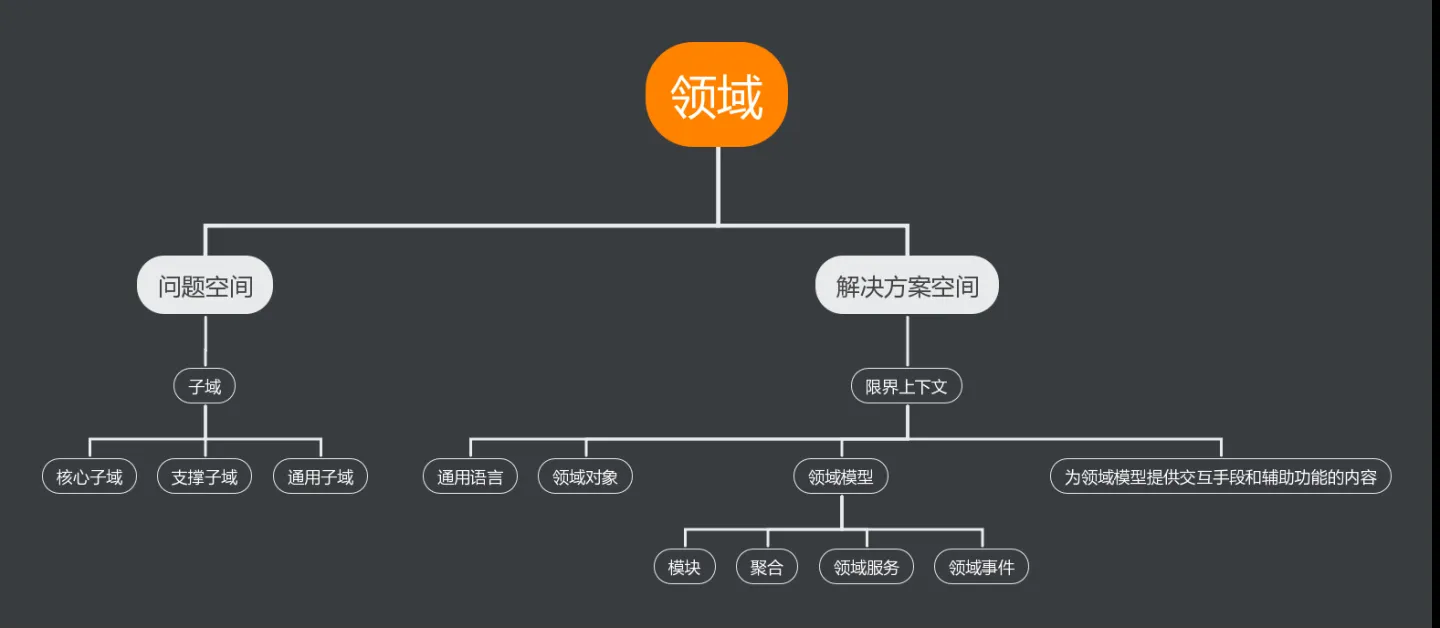 领域
问题空间
解决方案空间
子域
限界上下文
核心子域
支撑子域
通用子域
通用语言
领域对象
领域模型
为领域模型提供交互手段和辅助功能的内容
模块
聚合
领域服务
领域事件